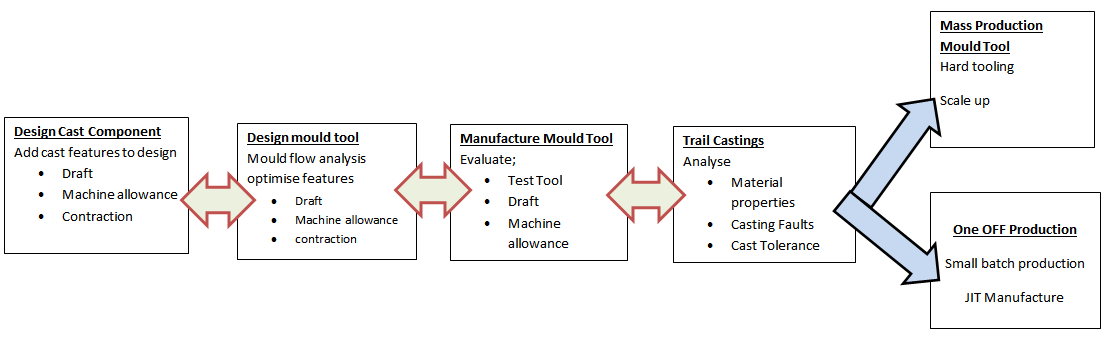 Design Cast Component
Add cast features to design
• Draft
• Machine allowance
• Contraction
Design mould tool
Mould flow analysis
optimise features
• Draft
• Machine allowance
• contraction
Manufacture Mould Tool
Evaluate;
• Test Tool
• Draft
• Machine
allowance
Trail Castings
Analyse
• Material
properties
• Casting Faults
• Cast Tolerance
Mass Production
Mould Tool
Hard tooling
Scale up
One OFF Production
Small batch production
JIT Manufacture